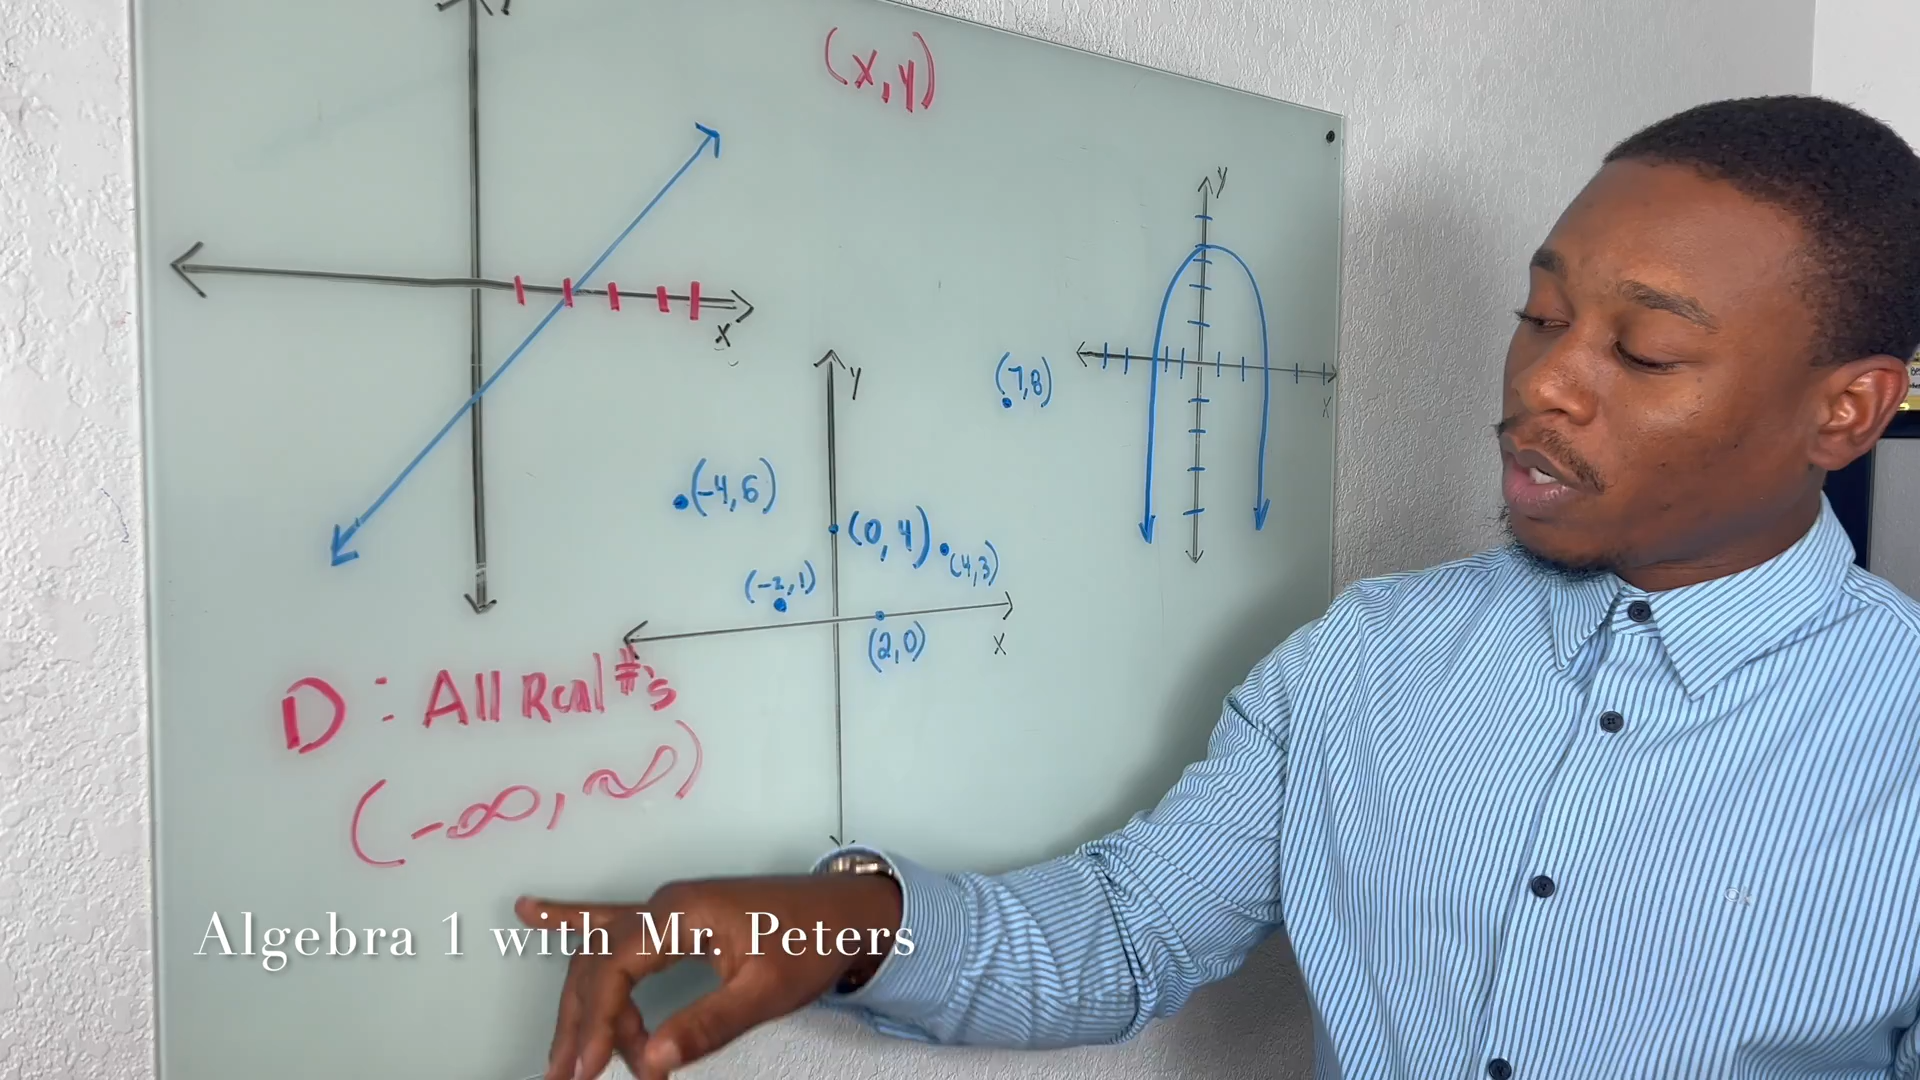 (x,y)
y
x
(7,8)
x
y
(-4,6)
(0,4)
(4,3)
(-2,1)
(2,0)
x
D: All Real #'s
(-∞, ∞)
Algebra 1 with Mr. Peters
ck